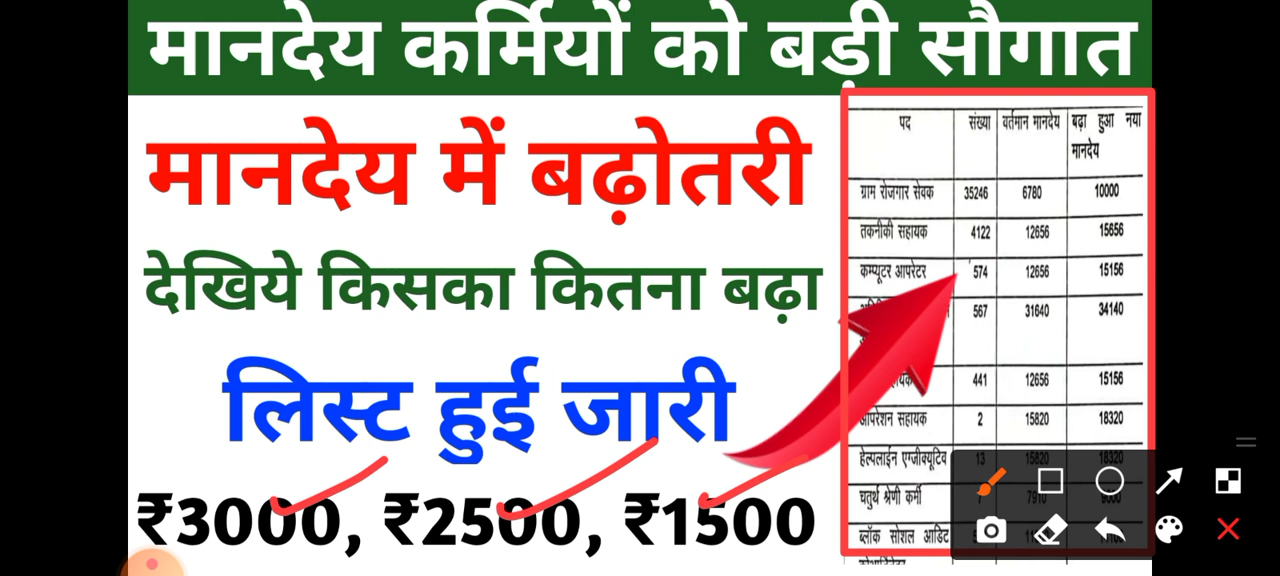 मानदेय कर्मियों को बड़ी सौगात
मानदेय में बढ़ोतरी
देखिये किसका कितना बढ़ा
लिस्ट हुई जारी
₹3000, ₹2500, ₹1500
पद संख्या वर्तमान मानदेय बढ़ा हुआ नया मानदेय
ग्राम रोजगार सेवक 35246 6780 10000
तकनीकी सहायक 4122 12656 15656
कम्प्यूटर आपरेटर 574 12656 15156
567 31640 34140
441 12656 15156
आपरेशन सहायक 2 15820 18320
हेल्पलाईन एग्जीक्यूटिव 13 15820 18320
चतुर्थ श्रेणी कर्मी 7910
ब्लॉक सोशल आडिट